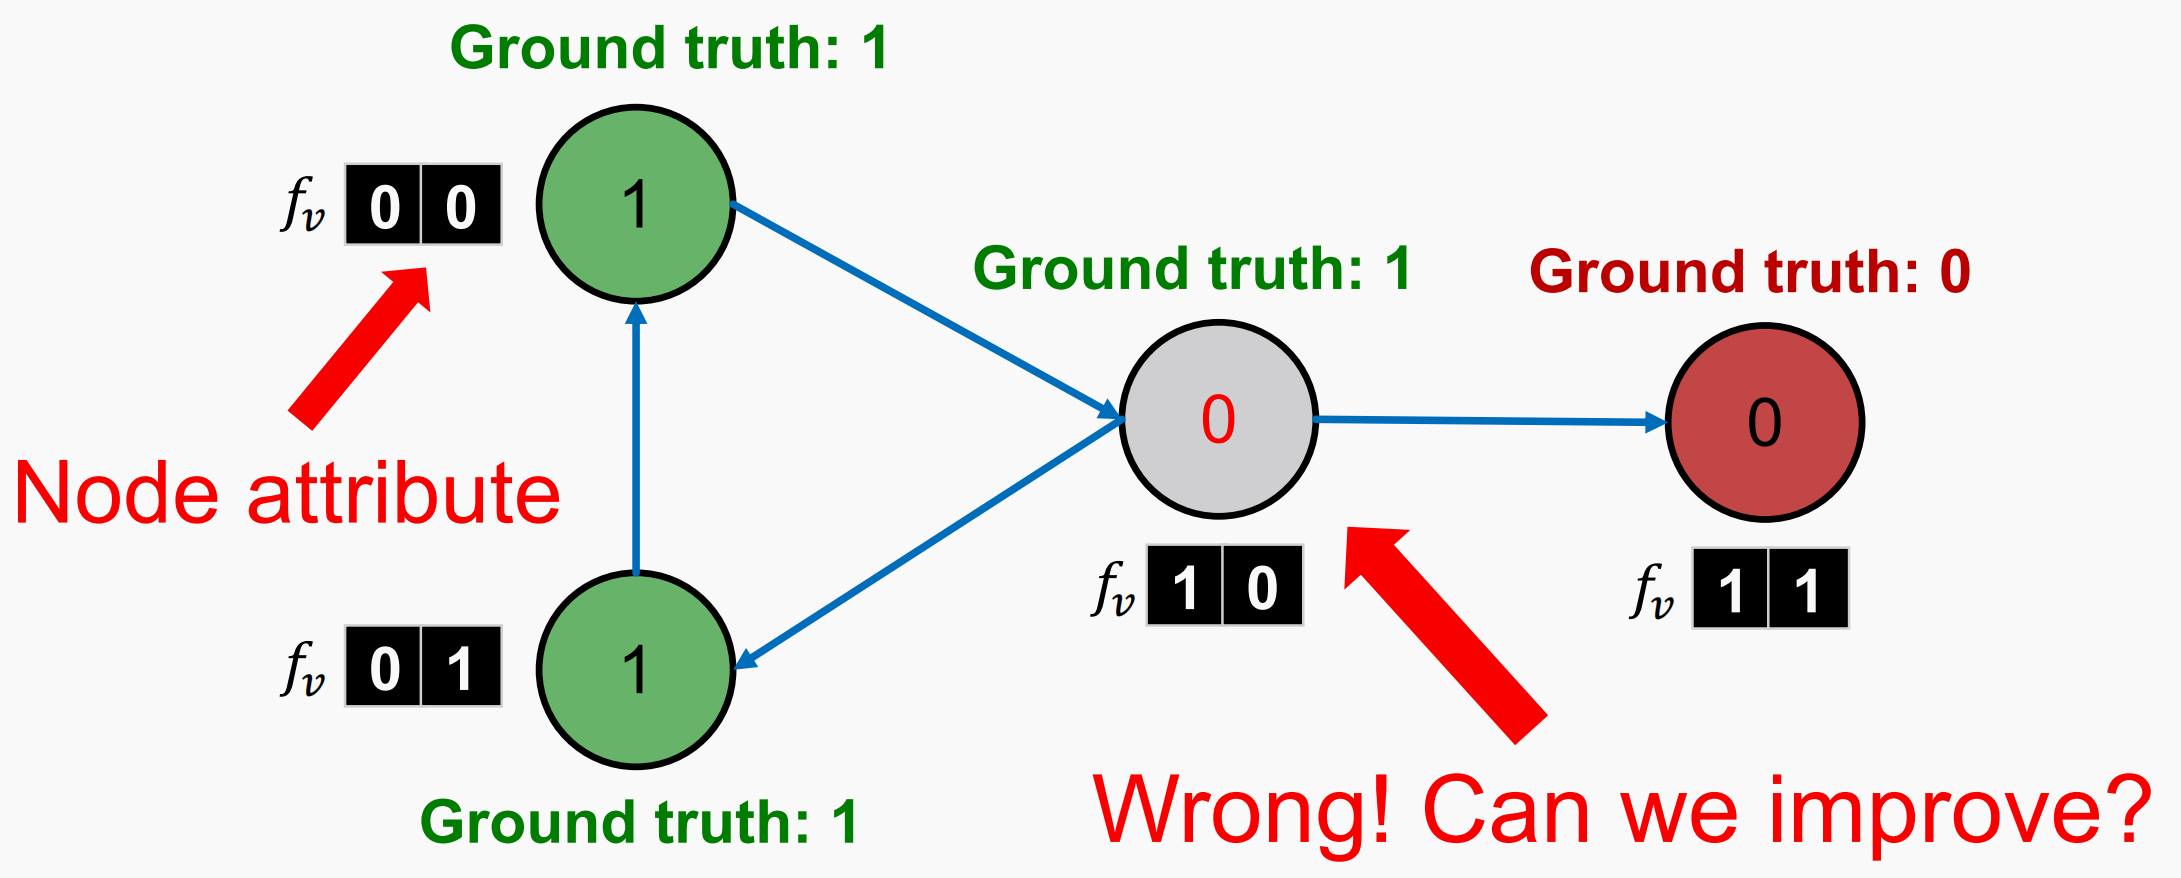 Ground truth: 1
f_v 0 0
1
Node attribute
Ground truth: 1
0
f_v 1 0
Ground truth: 0
0
f_v 1 1
f_v 0 1
1
Ground truth: 1
Wrong! Can we improve?